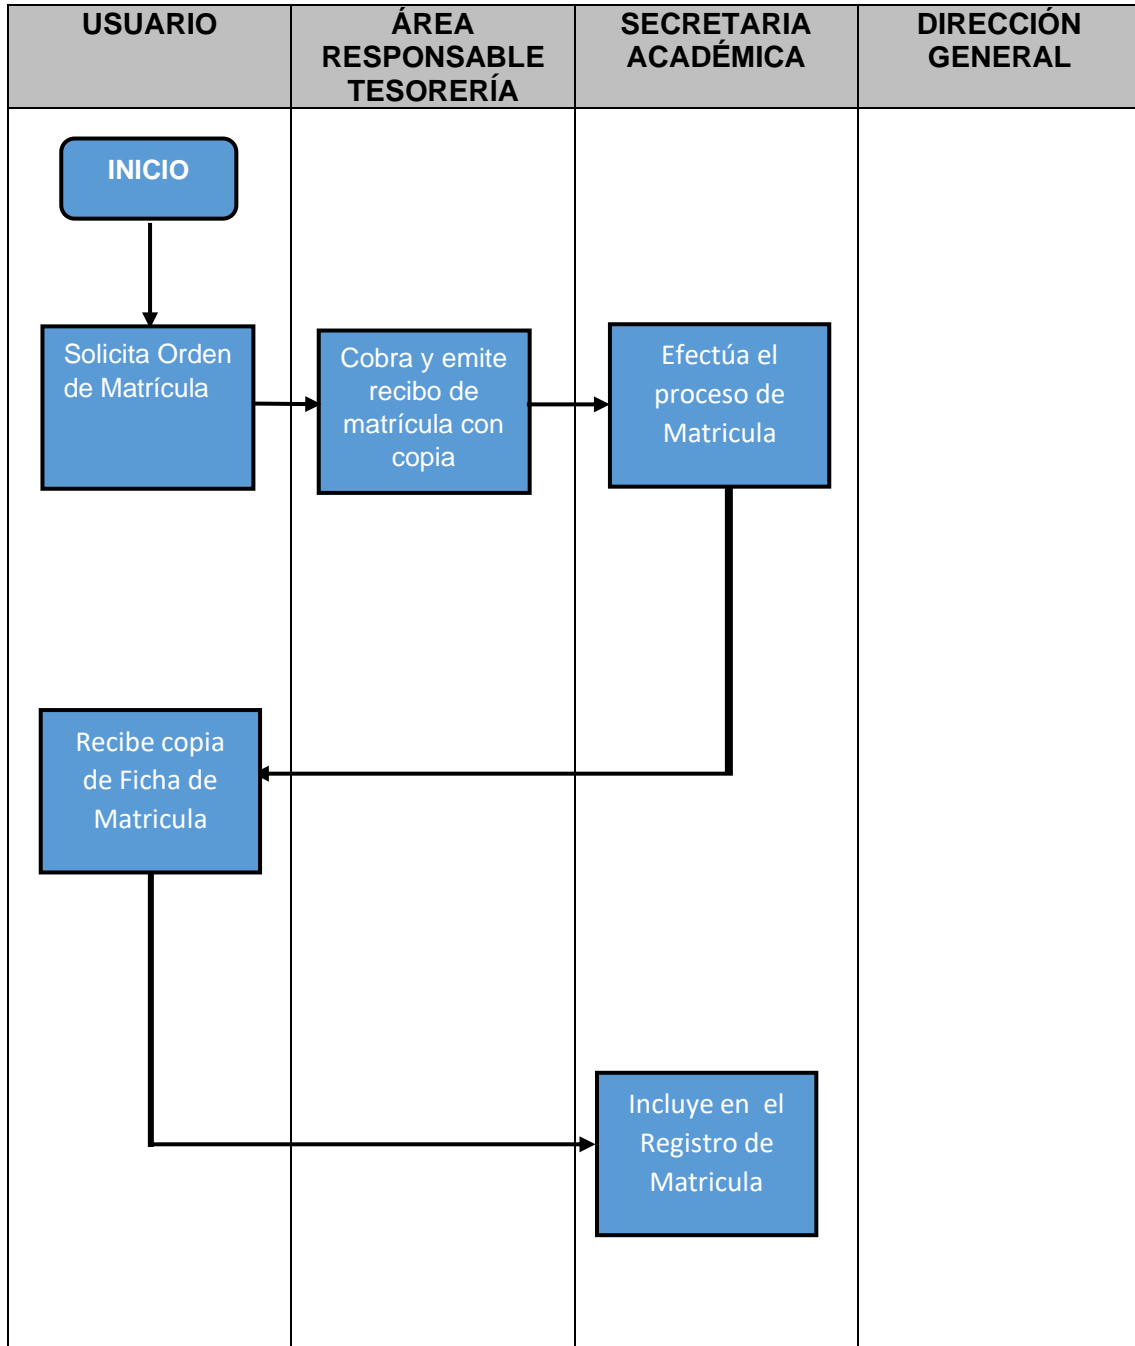 USUARIO
ÁREA
RESPONSABLE
TESORERÍA
SECRETARIA
ACADÉMICA
DIRECCIÓN
GENERAL
INICIO
Solicita Orden
de Matrícula
Cobra y emite
recibo de
matrícula con
copia
Efectúa el
proceso de
Matricula
Recibe copia
de Ficha de
Matricula
Incluye en  el
Registro de
Matricula